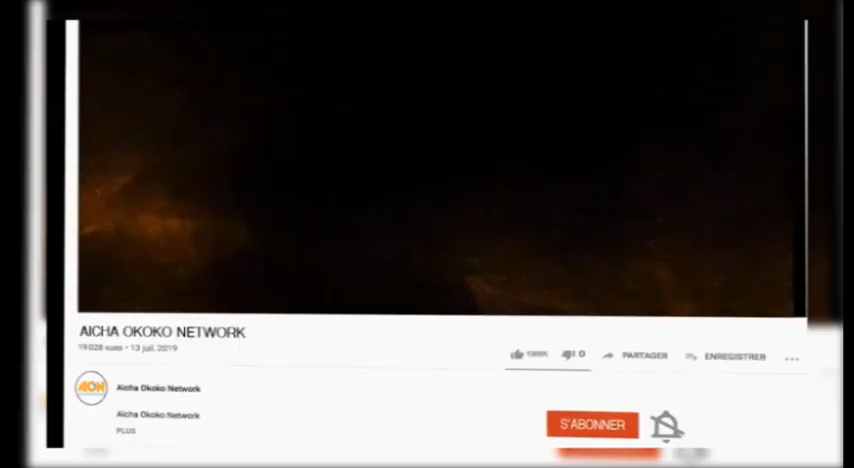 AICHA OKOKO NETWORK
19 028 vues • 13 juil. 2019
188K 0 PARTAGER ENREGISTRER
AON
Aicha Okoko Network
Aicha Okoko Network
PLUS
S'ABONNER